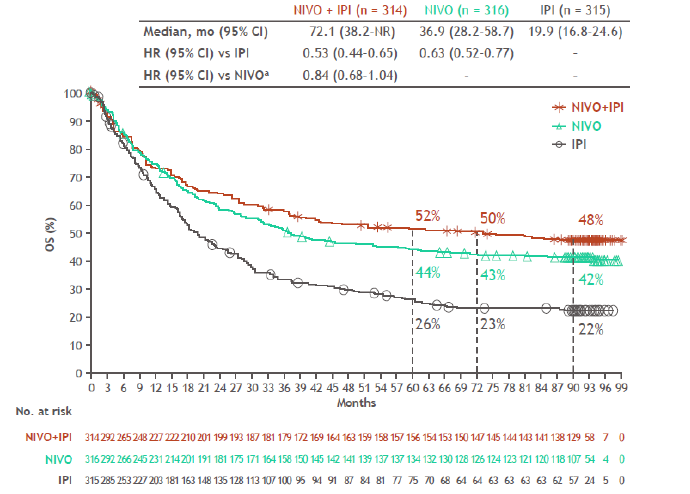 NIVO + IPI (n = 314) NIVO (n = 316) IPI (n = 315)
Median, mo (95% CI) 72.1 (38.2-NR) 36.9 (28.2-58.7) 19.9 (16.8-24.6)
HR (95% CI) vs IPI 0.53 (0.44-0.65) 0.63 (0.52-0.77) -
HR (95% CI) vs NIVOª 0.84 (0.68-1.04) - -
100
90
80
70
60
50
40
30
20
10
0
OS (%)
NIVO+IPI
NIVO
IPI
52% 50% 48%
44% 43% 42%
26% 23% 22%
0 3 6 9 12 15 18 21 24 27 30 33 36 39 42 45 48 51 54 57 60 63 66 69 72 75 78 81 84 87 90 93 96 99
Months
No. at risk
NIVO+IPI 314 292 265 248 227 222 210 201 199 193 187 181 179 172 169 164 163 159 158 157 156 154 153 150 147 145 144 143 141 138 129 58 7 0
NIVO 316 292 266 245 231 214 201 191 181 175 171 164 158 150 145 142 141 139 137 137 134 132 130 128 126 124 123 121 120 118 107 54 4 0
IPI 315 285 253 227 203 181 163 148 135 128 113 107 100 95 94 91 87 84 81 77 75 70 68 64 63 63 63 63 63 62 57 24 5 0